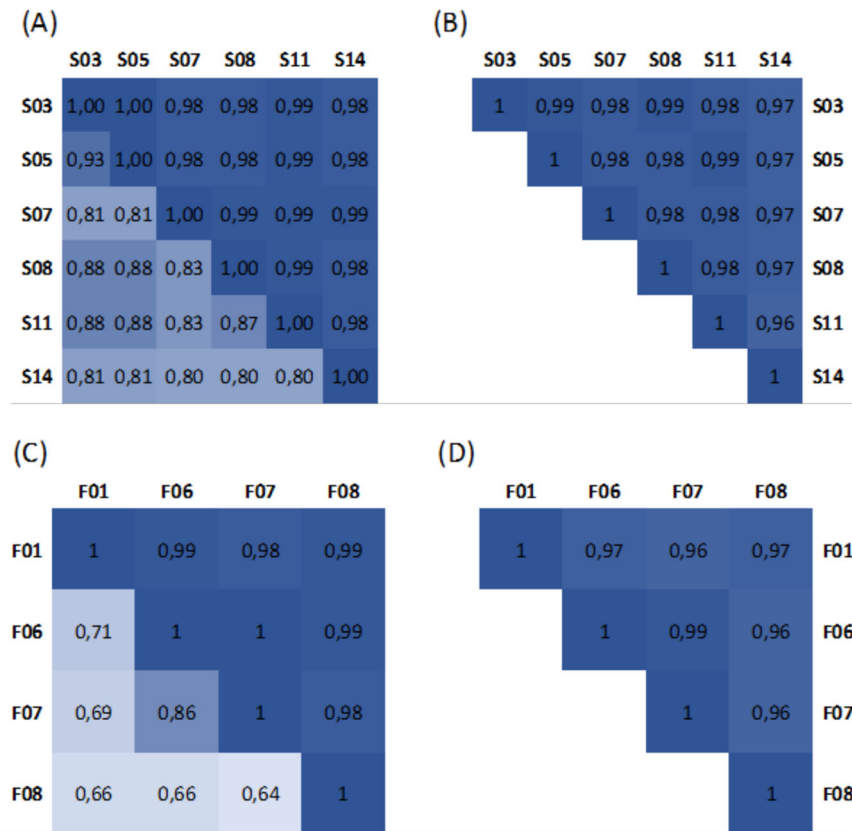 (A) (B)
S03 S05 S07 S08 S11 S14 S03 S05 S07 S08 S11 S14
S03 1,00 1,00 0,98 0,98 0,99 0,98 1 0,99 0,98 0,99 0,98 0,97 S03
S05 0,93 1,00 0,98 0,98 0,99 0,98 1 0,98 0,98 0,99 0,97 S05
S07 0,81 0,81 1,00 0,99 0,99 0,99 1 0,98 0,98 0,97 S07
S08 0,88 0,88 0,83 1,00 0,99 0,98 1 0,98 0,97 S08
S11 0,88 0,88 0,83 0,87 1,00 0,98 1 0,96 S11
S14 0,81 0,81 0,80 0,80 0,80 1,00 1 S14
(C) (D)
F01 F06 F07 F08 F01 F06 F07 F08
F01 1 0,99 0,98 0,99 1 0,97 0,96 0,97 F01
F06 0,71 1 1 0,99 1 0,99 0,96 F06
F07 0,69 0,86 1 0,98 1 0,96 F07
F08 0,66 0,66 0,64 1 1 F08